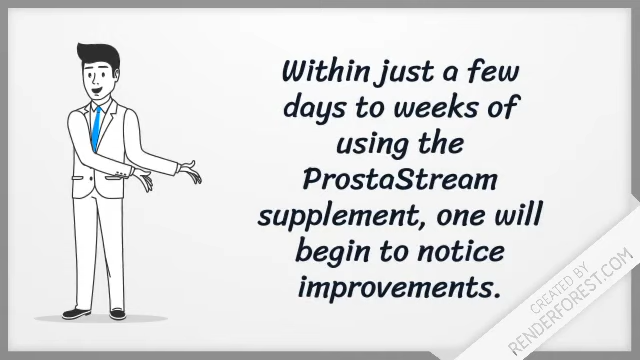 Within just a few
days to weeks of
using the
ProstaStream
supplement, one will
begin to notice
improvements.
CREATED BY
RENDERFOREST.COM